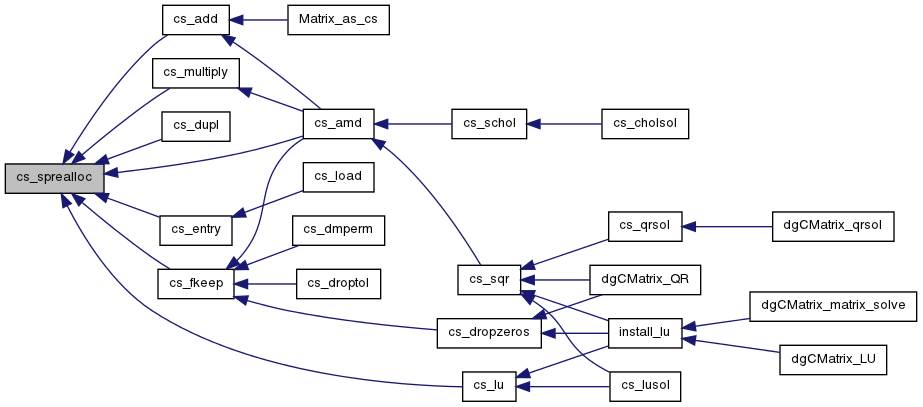 cs_add
Matrix_as_cs
cs_multiply
cs_dupl
cs_amd
cs_schol
cs_cholsol
cs_sprealloc
cs_load
cs_entry
cs_dmperm
cs_qrsol
dgCMatrix_qrsol
cs_fkeep
cs_droptol
cs_sqr
dgCMatrix_QR
cs_dropzeros
install_lu
dgCMatrix_matrix_solve
dgCMatrix_LU
cs_lu
cs_lusol